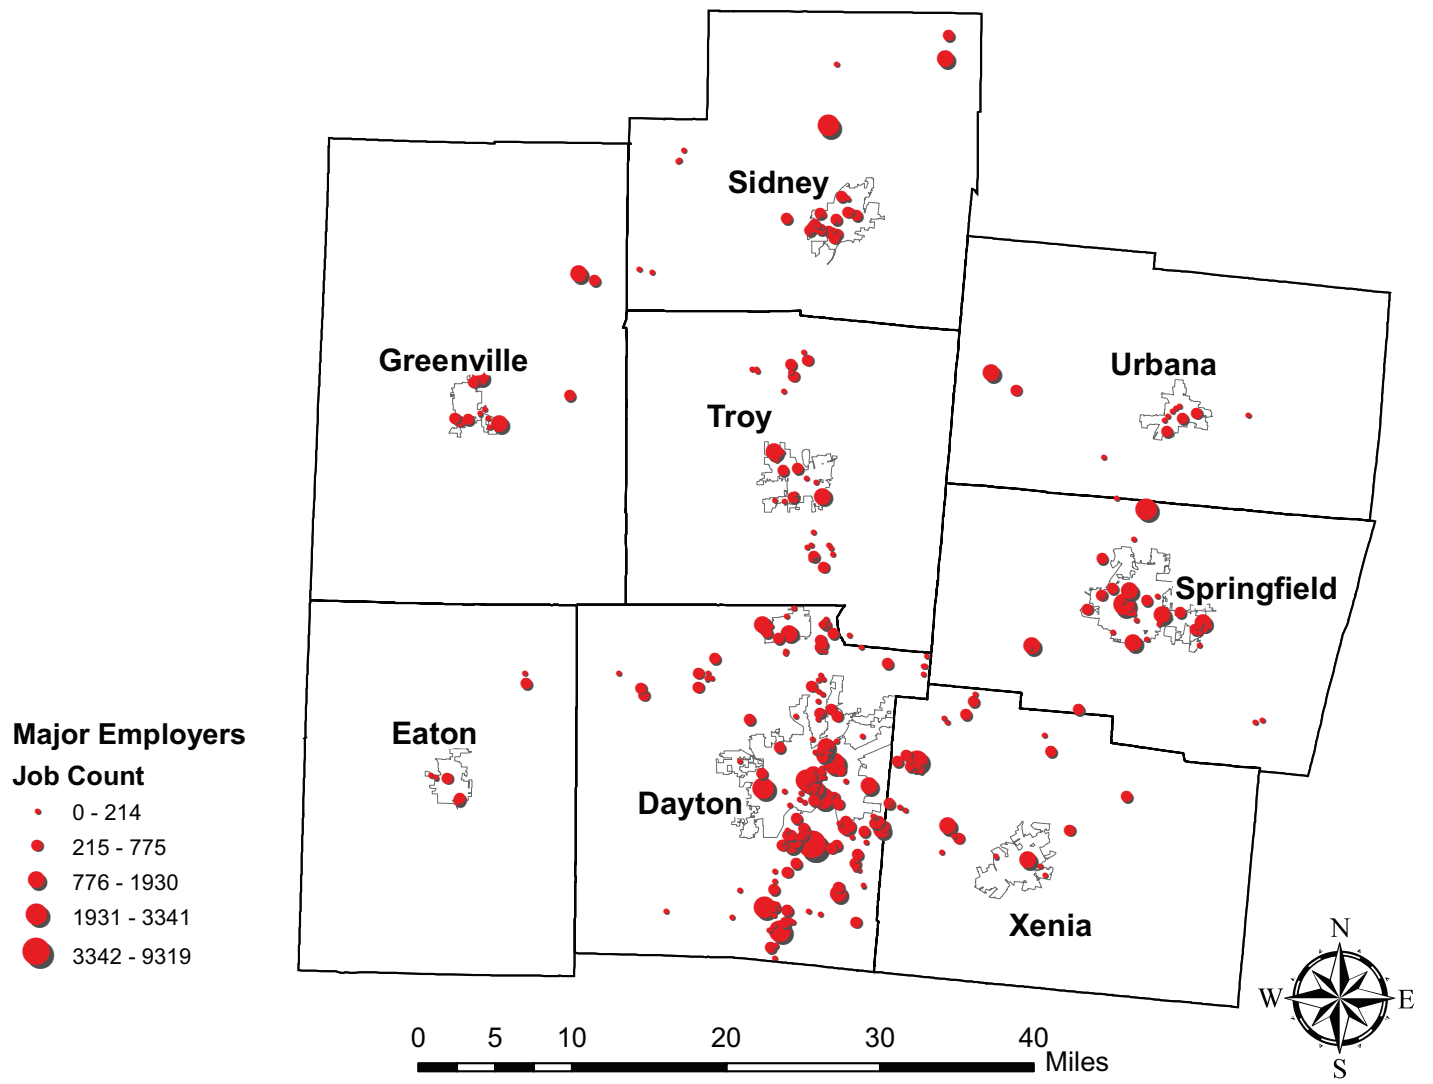 Sidney
Greenville
Urbana
Troy
Springfield
Eaton
Dayton
Xenia
Major Employers
Job Count
0 - 214
215 - 775
776 - 1930
1931 - 3341
3342 - 9319
N
W E
S
0 5 10 20 30 40
Miles